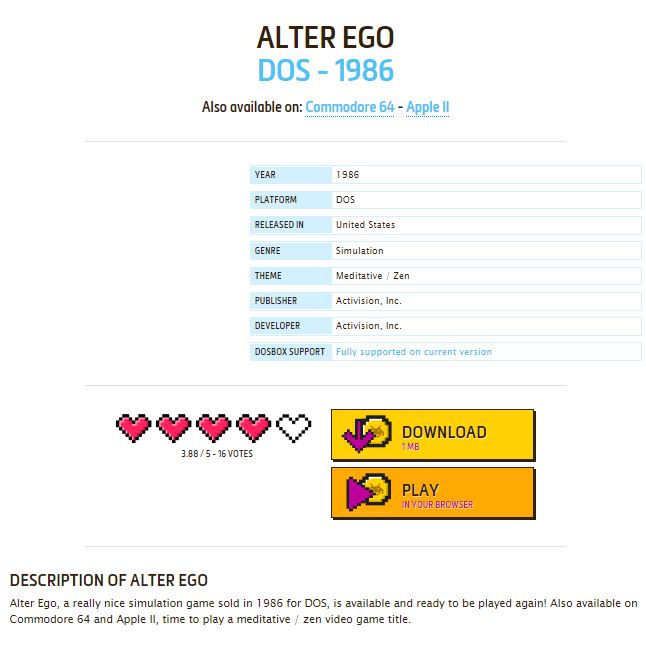 ALTER EGO
DOS - 1986
Also available on: Commodore 64 - Apple II
YEAR 1986
PLATFORM DOS
RELEASED IN United States
GENRE Simulation
THEME Meditative / Zen
PUBLISHER Activision, Inc.
DEVELOPER Activision, Inc.
DOSBOX SUPPORT Fully supported on current version
3.88 / 5 - 16 VOTES
DOWNLOAD
1 MB
PLAY
IN YOUR BROWSER
DESCRIPTION OF ALTER EGO
Alter Ego, a really nice simulation game sold in 1986 for DOS, is available and ready to be played again! Also available on
Commodore 64 and Apple II, time to play a meditative / zen video game title.